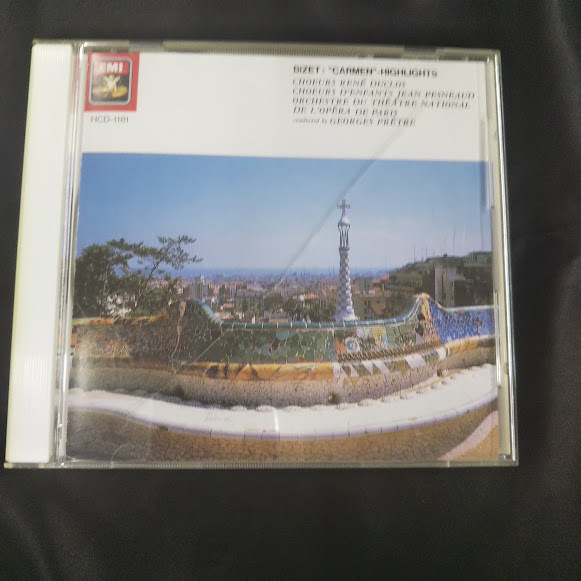 EMI
HCD-1181
BIZET : "CARMEN"-HIGHLIGHTS
CHOEURS RENÉ DUCLOS
CHOEURS D'ENFANTS JEAN PESNEAUD
ORCHESTRE DU THÉÂTRE NATIONAL
DE L'OPÉRA DE PARIS
conducted by GEORGES PRÊTRE